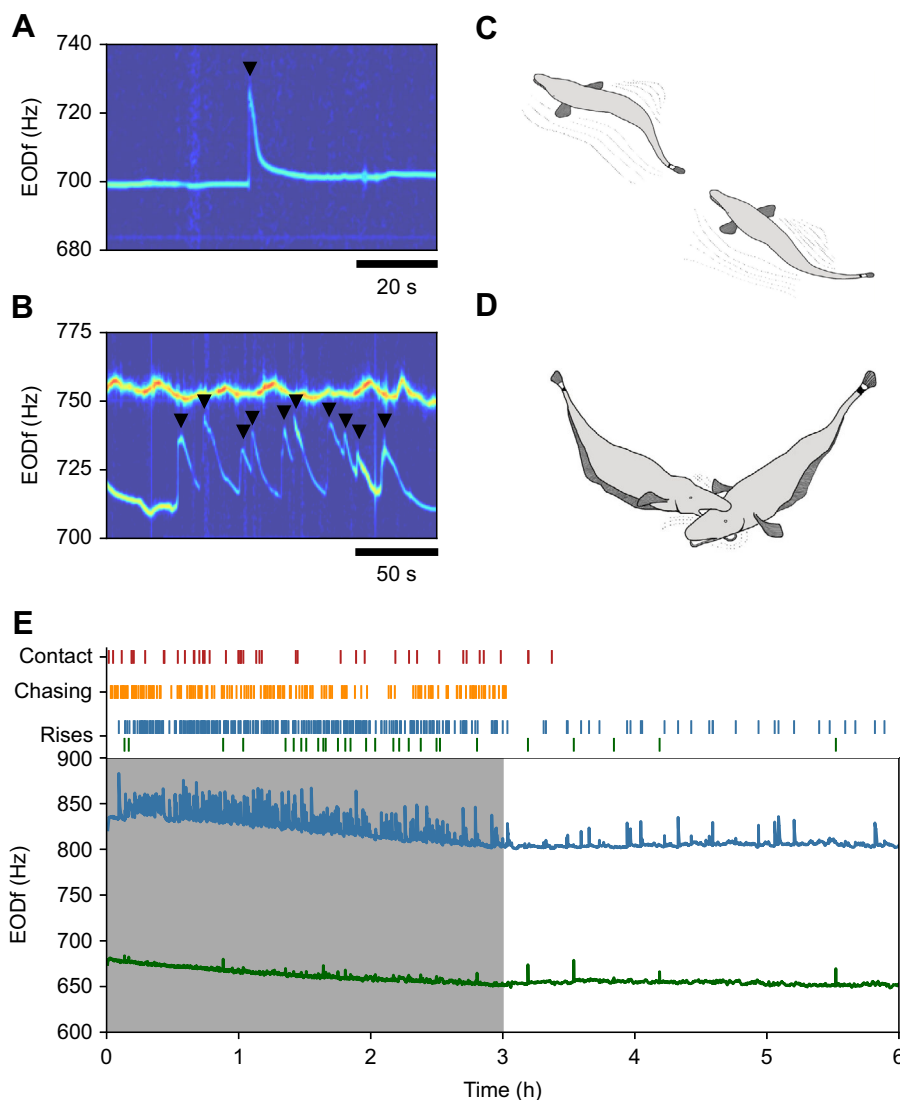 A
740
720
700
680
EODf (Hz)
20 s
B
775
750
725
700
EODf (Hz)
50 s
C
D
E
Contact
Chasing
Rises
900
850
800
750
700
650
600
EODf (Hz)
0 1 2 3 4 5 6
Time (h)